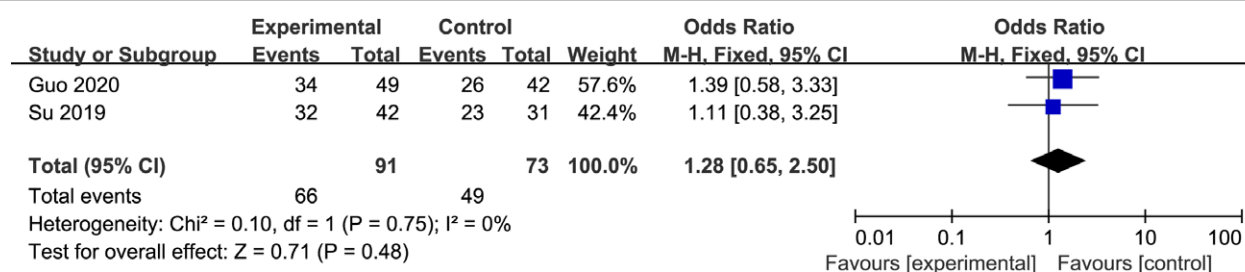 Experimental Control Odds Ratio Odds Ratio
Study or Subgroup Events Total Events Total Weight M-H, Fixed, 95% CI M-H, Fixed, 95% CI
Guo 2020 34 49 26 42 57.6% 1.39 [0.58, 3.33]
Su 2019 32 42 23 31 42.4% 1.11 [0.38, 3.25]
Total (95% CI) 91 73 100.0% 1.28 [0.65, 2.50]
Total events 66 49
Heterogeneity: Chi² = 0.10, df = 1 (P = 0.75); I² = 0%
Test for overall effect: Z = 0.71 (P = 0.48)
0.01 0.1 1 10 100
Favours [experimental] Favours [control]